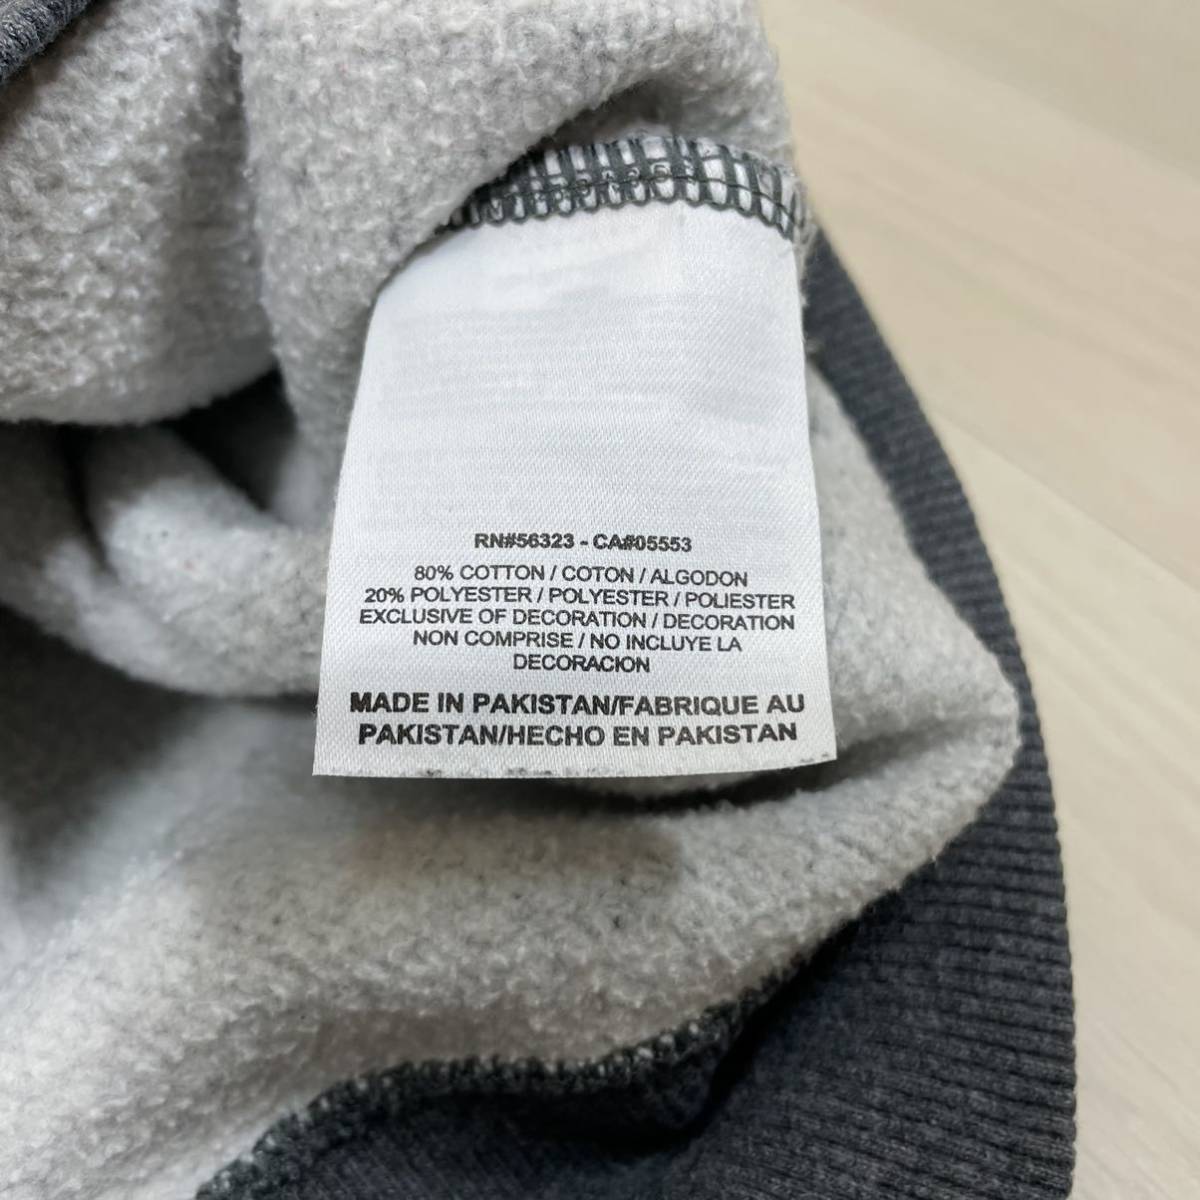 RN#56323 - CA#05553
80% COTTON / COTON / ALGODON
20% POLYESTER / POLYESTER / POLIESTER
EXCLUSIVE OF DECORATION / DECORATION
NON COMPRISE / NO INCLUYE LA
DECORACION
MADE IN PAKISTAN/FABRIQUE AU
PAKISTAN/HECHO EN PAKISTAN